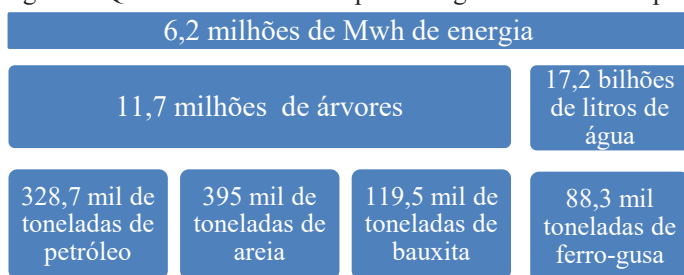 6,2 milhões de Mwh de energia
11,7 milhões de árvores
17,2 bilhões
de litros de
água
328,7 mil de
toneladas de
petróleo
395 mil de
toneladas de
areia
119,5 mil de
toneladas de
bauxita
88,3 mil
toneladas de
ferro-gusa